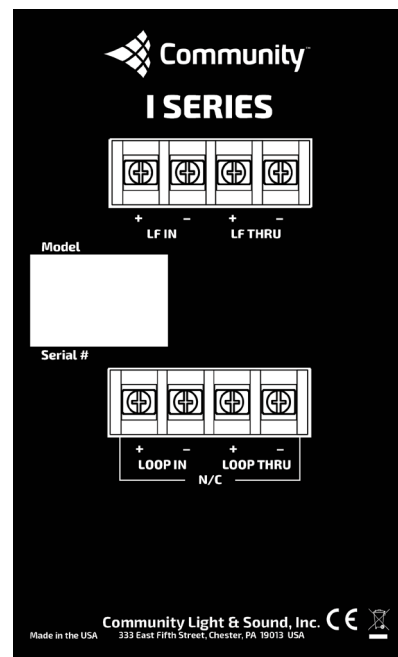 Community™
I SERIES
+ − + −
LF IN LF THRU
Model
Serial #
+ − + −
LOOP IN LOOP THRU
N/C
Community Light & Sound, Inc. CE
Made in the USA 333 East Fifth Street, Chester, PA 19013 USA